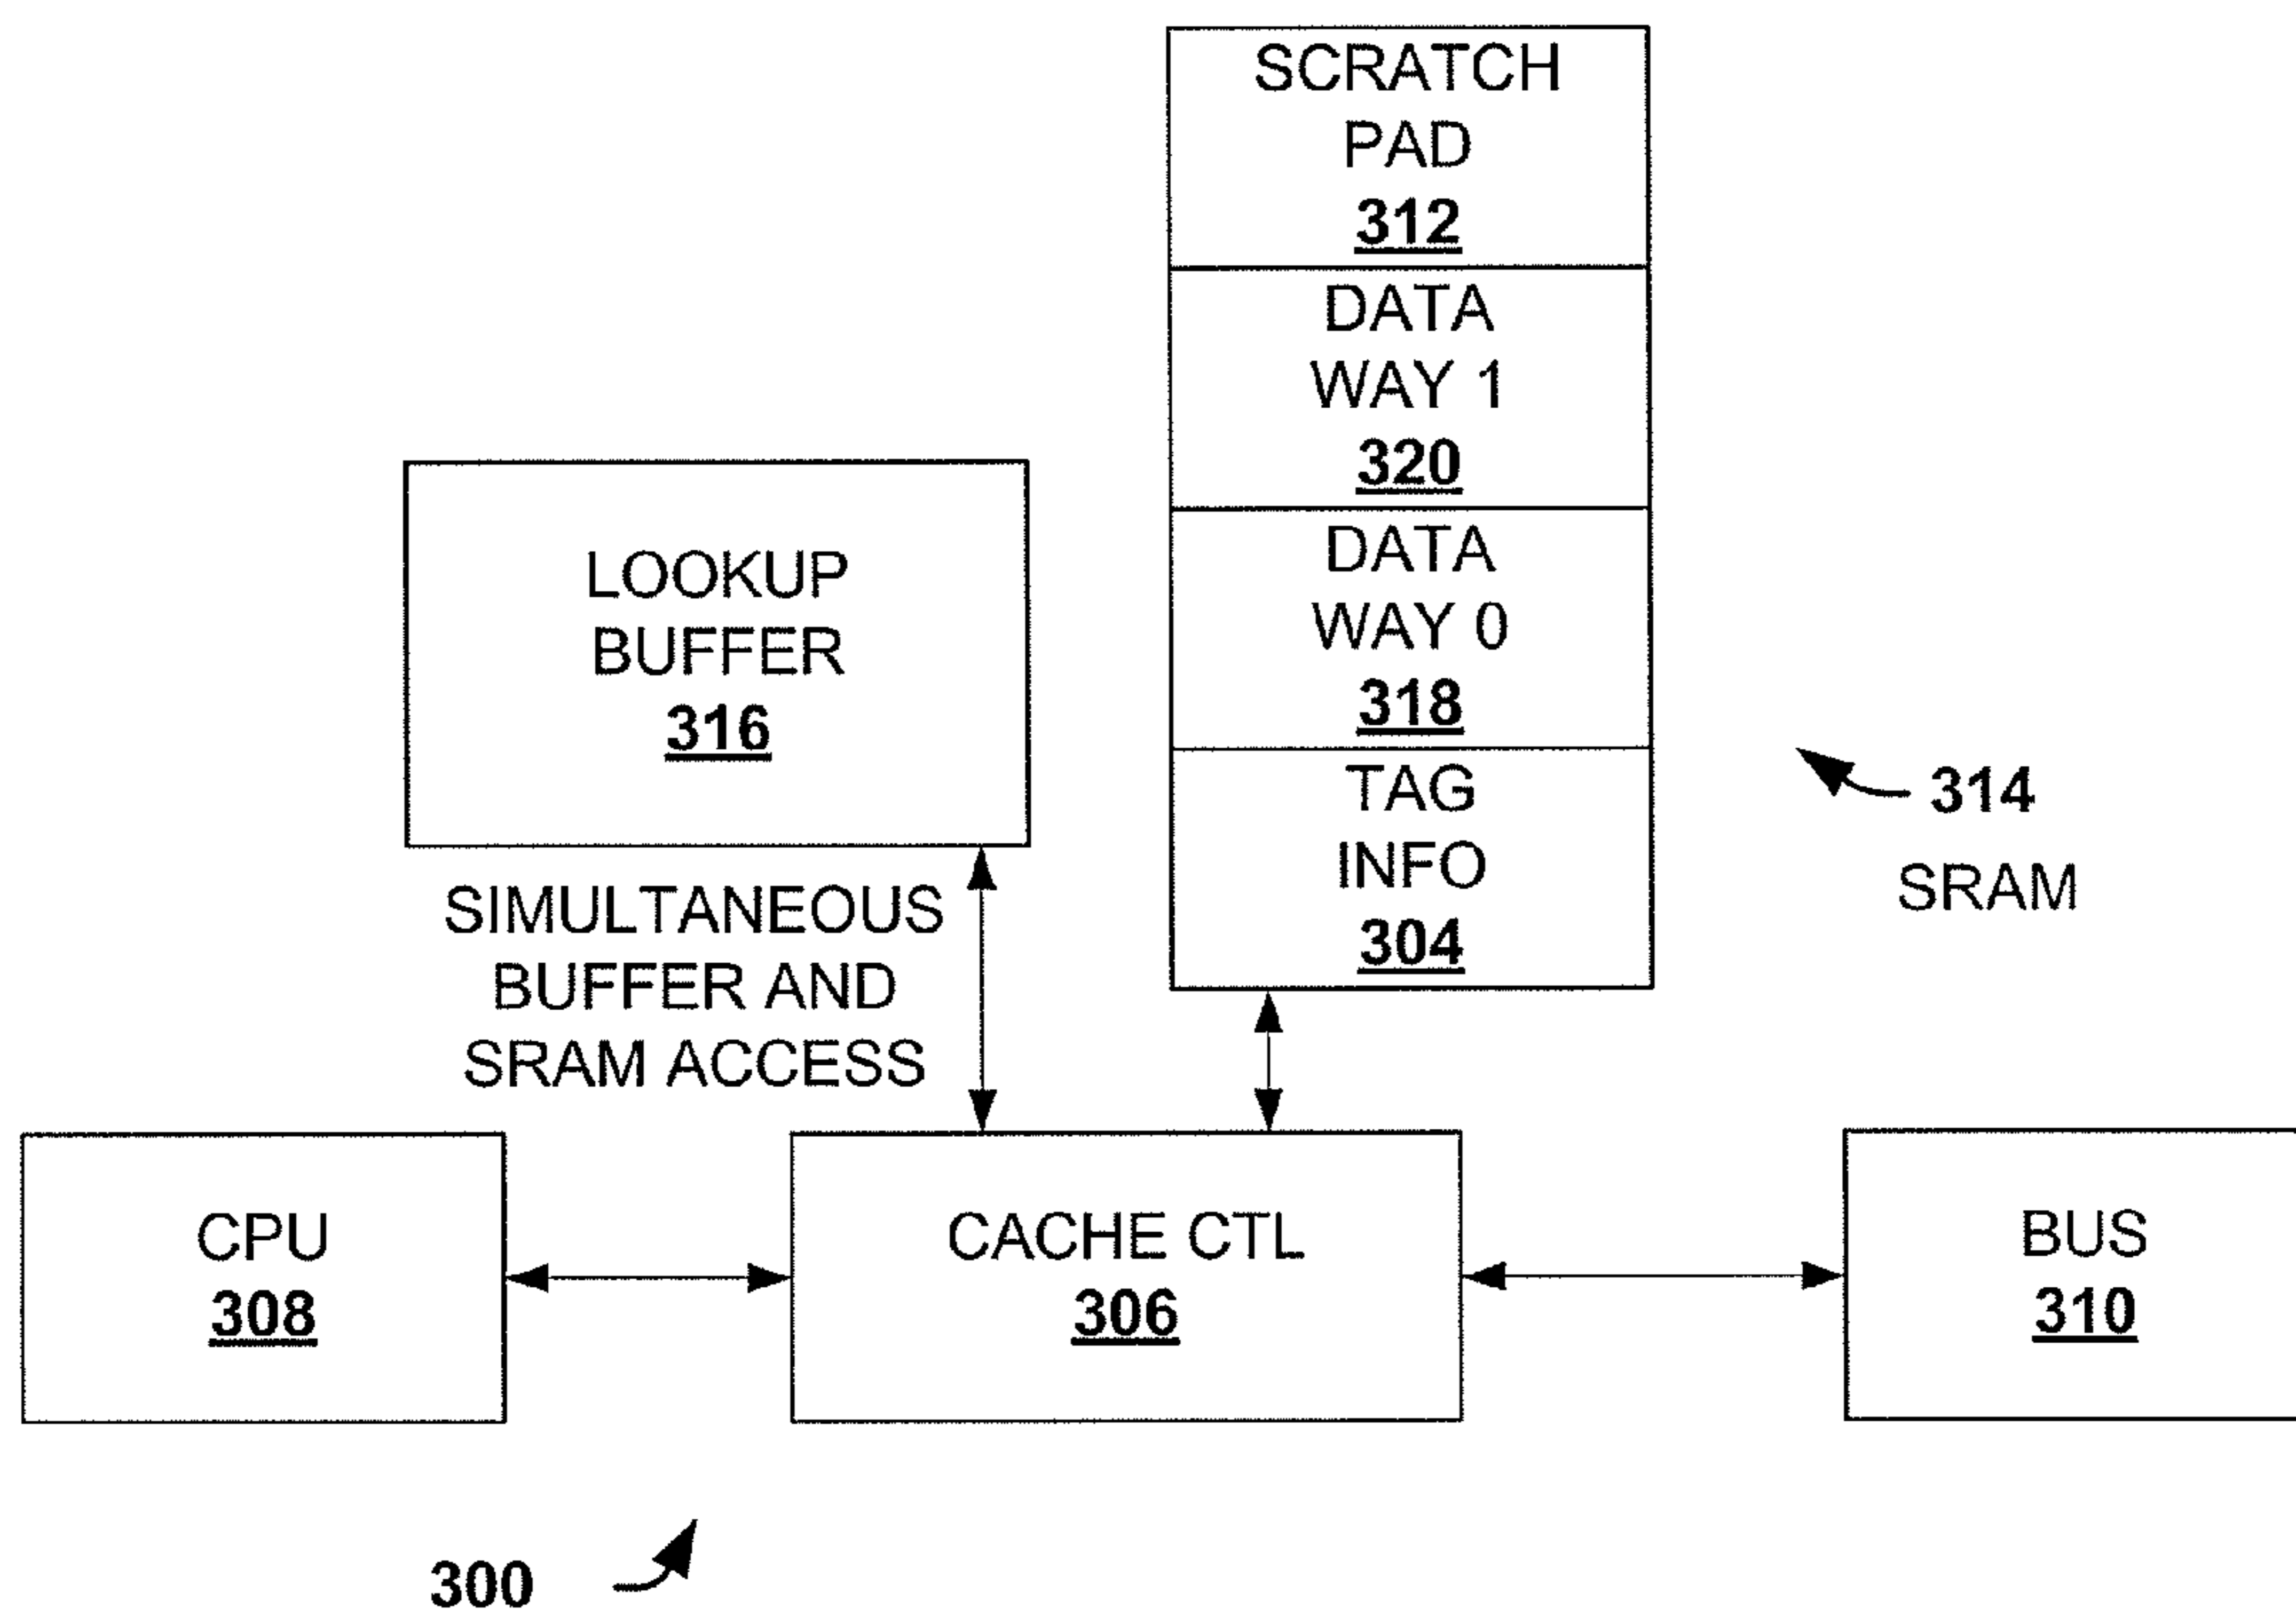 SCRATCH
PAD
312
DATA
WAY 1
320
DATA
WAY 0
318
TAG
INFO
304
314
SRAM
LOOKUP
BUFFER
316
SIMULTANEOUS
BUFFER AND
SRAM ACCESS
CPU
308
CACHE CTL
306
BUS
310
300